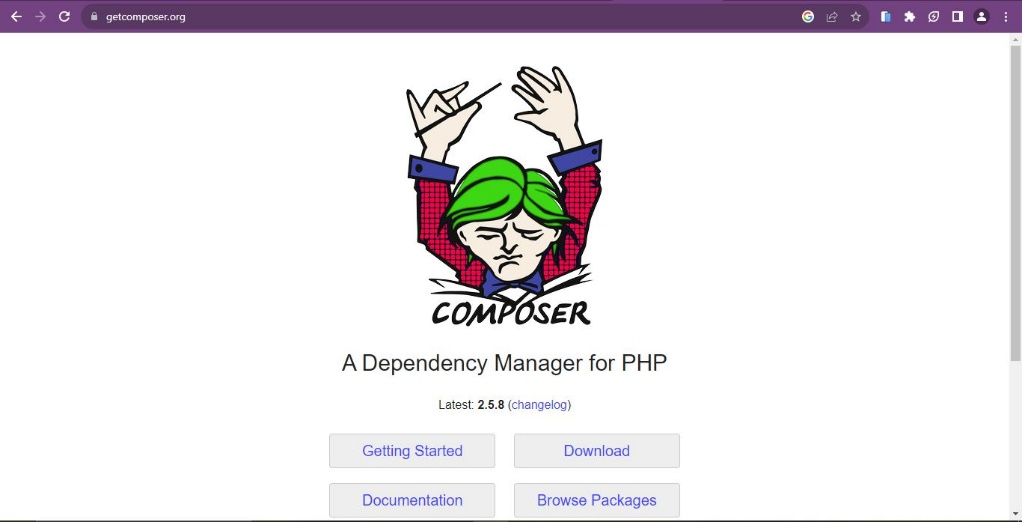 getcomposer.org
COMPOSER
A Dependency Manager for PHP
Latest: 2.5.8 (changelog)
Getting Started
Download
Documentation
Browse Packages